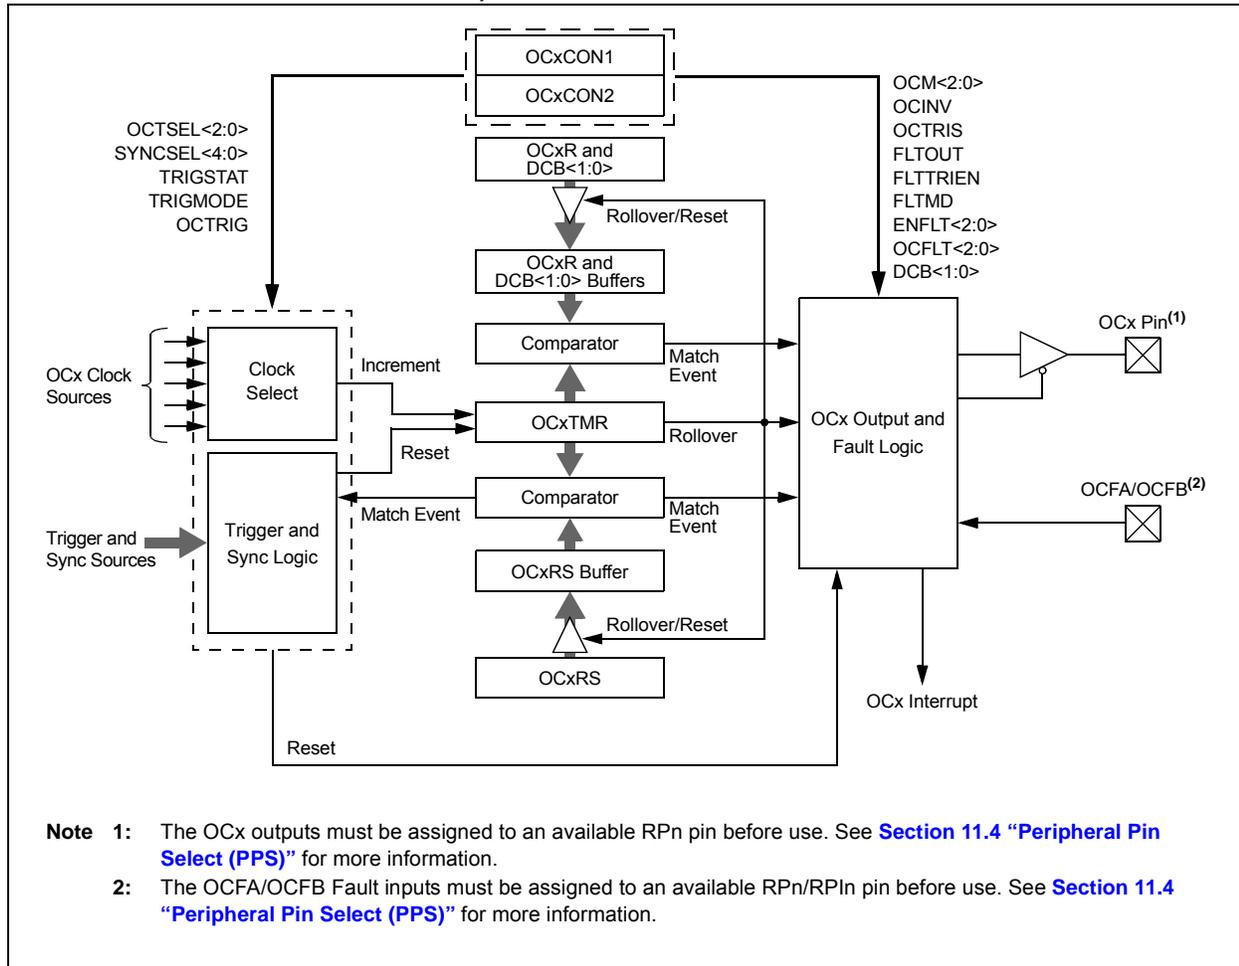 OCxCON1
OCxCON2
OCTSEL<2:0>
SYNCSEL<4:0>
TRIGSTAT
TRIGMODE
OCTRIG
OCM<2:0>
OCINV
OCTRIS
FLTOUT
FLTTRIEN
FLTMD
ENFLT<2:0>
OCFLT<2:0>
DCB<1:0>
OCxR and
DCB<1:0>
Rollover/Reset
OCxR and
DCB<1:0> Buffers
OCx Clock
Sources
Clock
Select
Increment
Comparator
Match
Event
OCx Pin(1)
OCxTMR
Rollover
Reset
OCx Output and
Fault Logic
Trigger and
Sync Sources
Trigger and
Sync Logic
Match Event
Comparator
Match
Event
OCFA/OCFB(2)
OCxRS Buffer
Rollover/Reset
OCxRS
OCx Interrupt
Reset
Note 1: The OCx outputs must be assigned to an available RPn pin before use. See Section 11.4 “Peripheral Pin
Select (PPS)” for more information.
2: The OCFA/OCFB Fault inputs must be assigned to an available RPn/RPIn pin before use. See Section 11.4
“Peripheral Pin Select (PPS)” for more information.